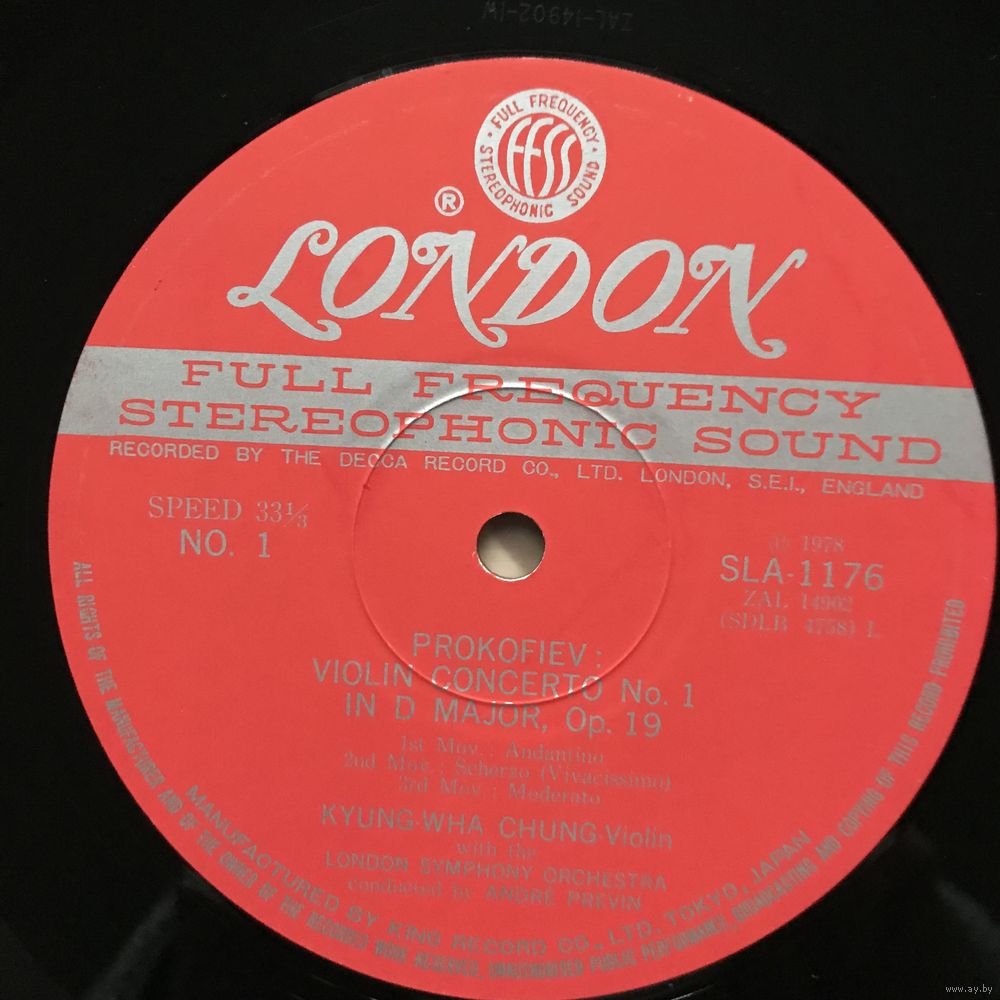 ZAL-14902-1W
FULL FREQUENCY
STEREOPHONIC SOUND
FFSS
®
LONDON
FULL FREQUENCY
STEREOPHONIC SOUND
RECORDED BY THE DECCA RECORD CO., LTD. LONDON, S.E.I., ENGLAND
SPEED 33⅓
NO. 1
℗ 1978
SLA-1176
ZAL 14902
(SDLB 4758) L
PROKOFIEV:
VIOLIN CONCERTO No. 1
IN D MAJOR, Op. 19
1st Mov.: Andantino
2nd Mov.: Scherzo (Vivacissimo)
3rd Mov.: Moderato
KYUNG-WHA CHUNG-Violin
with the
LONDON SYMPHONY ORCHESTRA
conducted by ANDRÉ PREVIN
MANUFACTURED BY KING RECORD CO., LTD. TOKYO, JAPAN
ALL RIGHTS OF THE MANUFACTURER AND OF THE OWNER OF THE RECORDED WORK RESERVED, UNAUTHORISED PUBLIC PERFORMANCE, BROADCASTING AND COPYING OF THIS RECORD PROHIBITED
www.ay.by